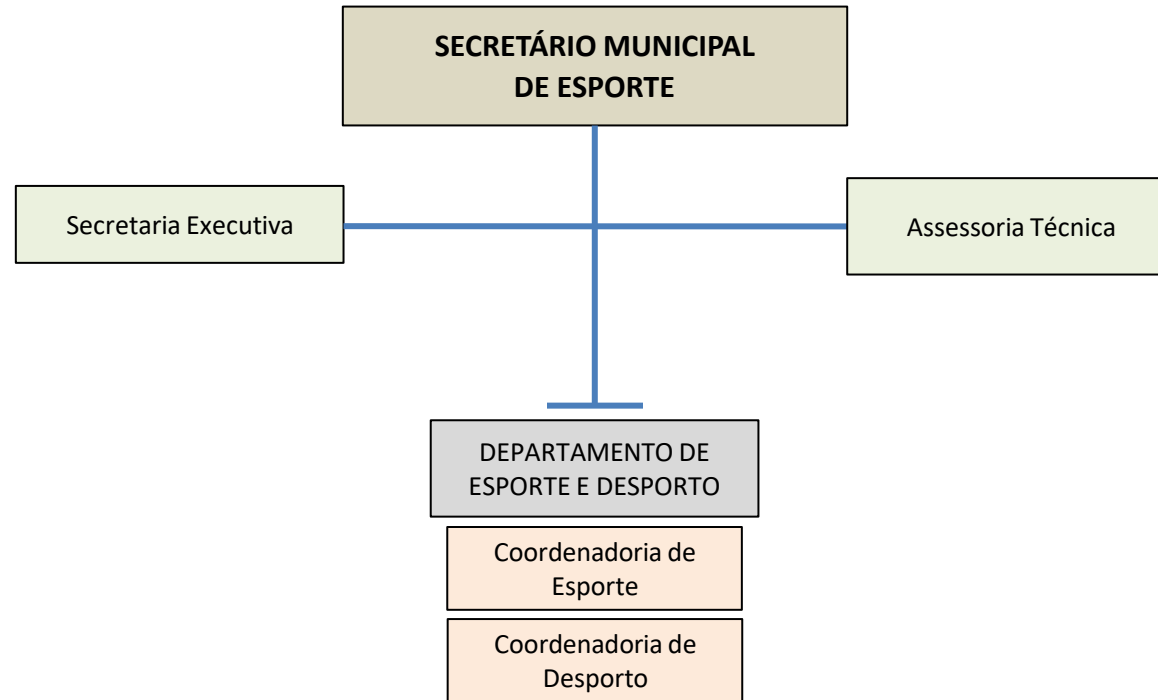 SECRETÁRIO MUNICIPAL
DE ESPORTE
Secretaria Executiva
Assessoria Técnica
DEPARTAMENTO DE
ESPORTE E DESPORTO
Coordenadoria de
Esporte
Coordenadoria de
Desporto